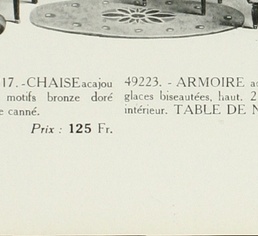 17. - CHAISE acajou
motifs bronze doré
canné.
Prix : 125 Fr.
49223. - ARMOIRE
glaces biseautées, haut.
intérieur. TABLE DE